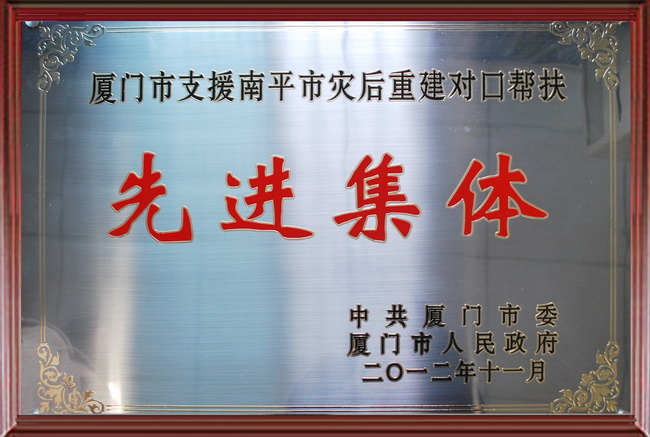 厦门市支援南平市灾后重建对口帮扶
先进集体
中共厦门市委
厦门市人民政府
二〇一二年十一月